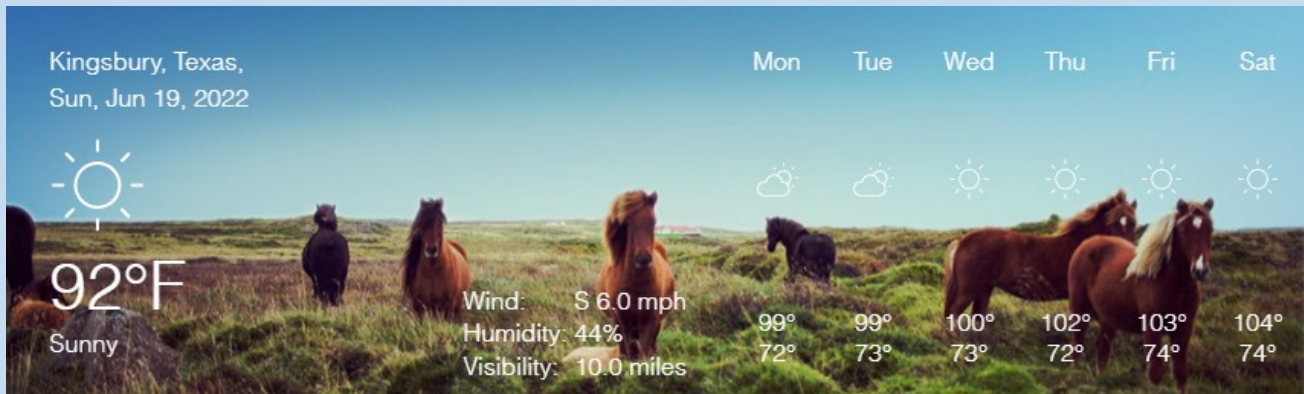 Kingsbury, Texas,
Sun, Jun 19, 2022
92°F
Sunny
Wind: S 6.0 mph
Humidity: 44%
Visibility: 10.0 miles
Mon Tue Wed Thu Fri Sat
99° 99° 100° 102° 103° 104°
72° 73° 73° 72° 74° 74°